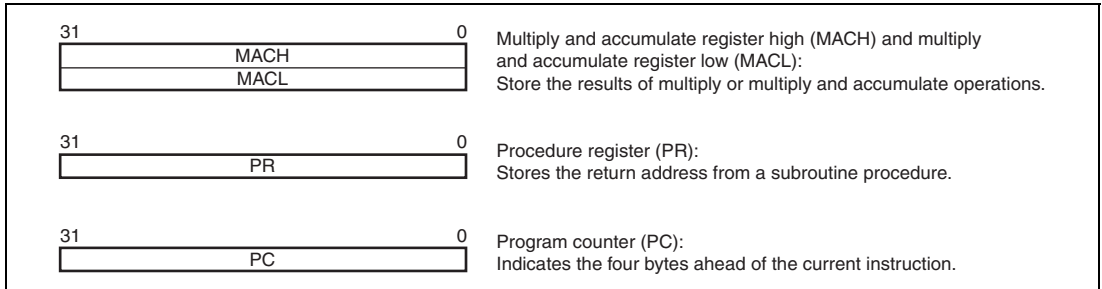 31 0
MACH
MACL
Multiply and accumulate register high (MACH) and multiply
and accumulate register low (MACL):
Store the results of multiply or multiply and accumulate operations.
31 0
PR
Procedure register (PR):
Stores the return address from a subroutine procedure.
31 0
PC
Program counter (PC):
Indicates the four bytes ahead of the current instruction.